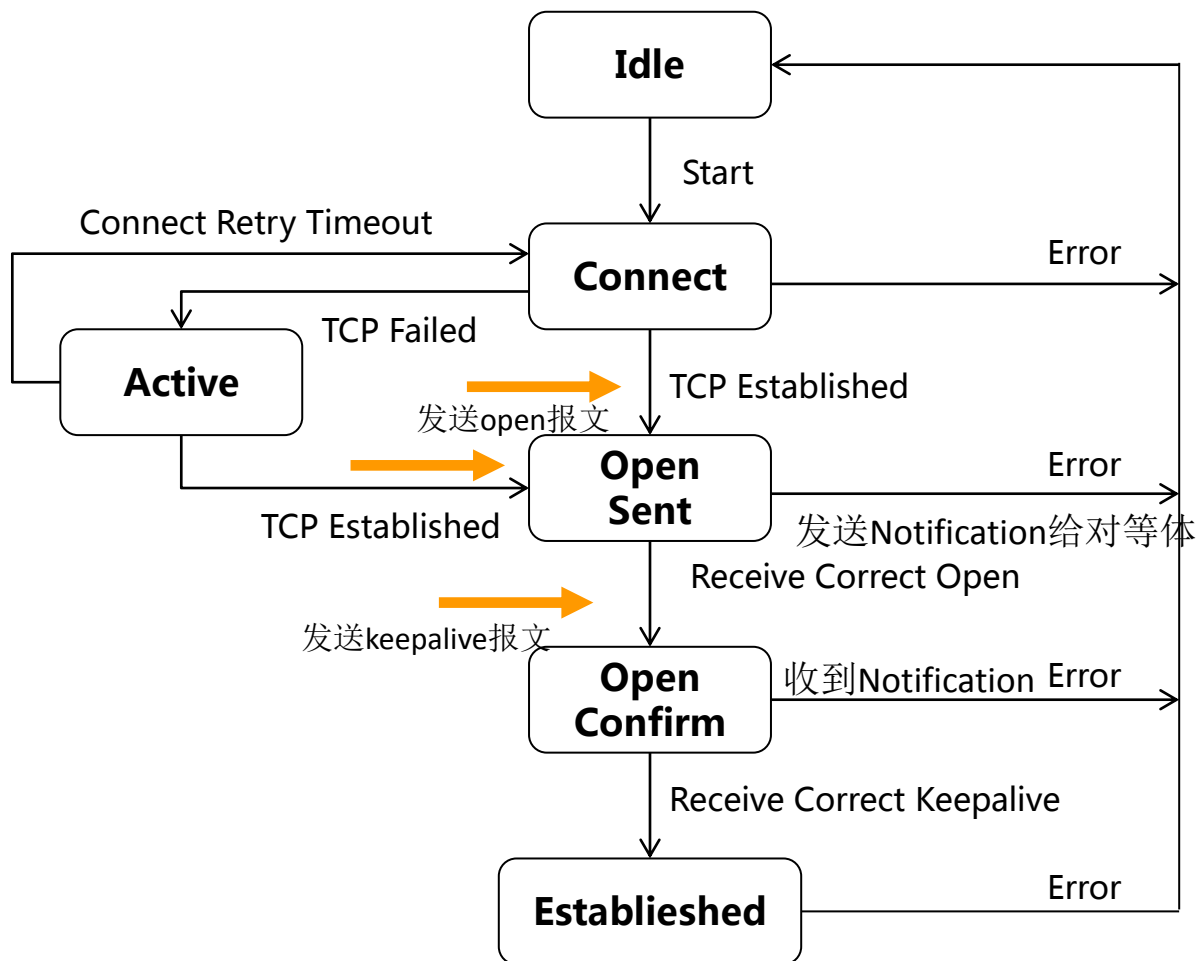 Idle
Start
Connect Retry Timeout
Error
Connect
TCP Failed
Active
TCP Established
发送open报文
Open
Sent
Error
TCP Established
发送Notification给对等体
Receive Correct Open
发送keepalive报文
Open
Confirm
收到Notification
Error
Receive Correct Keepalive
Establieshed
Error